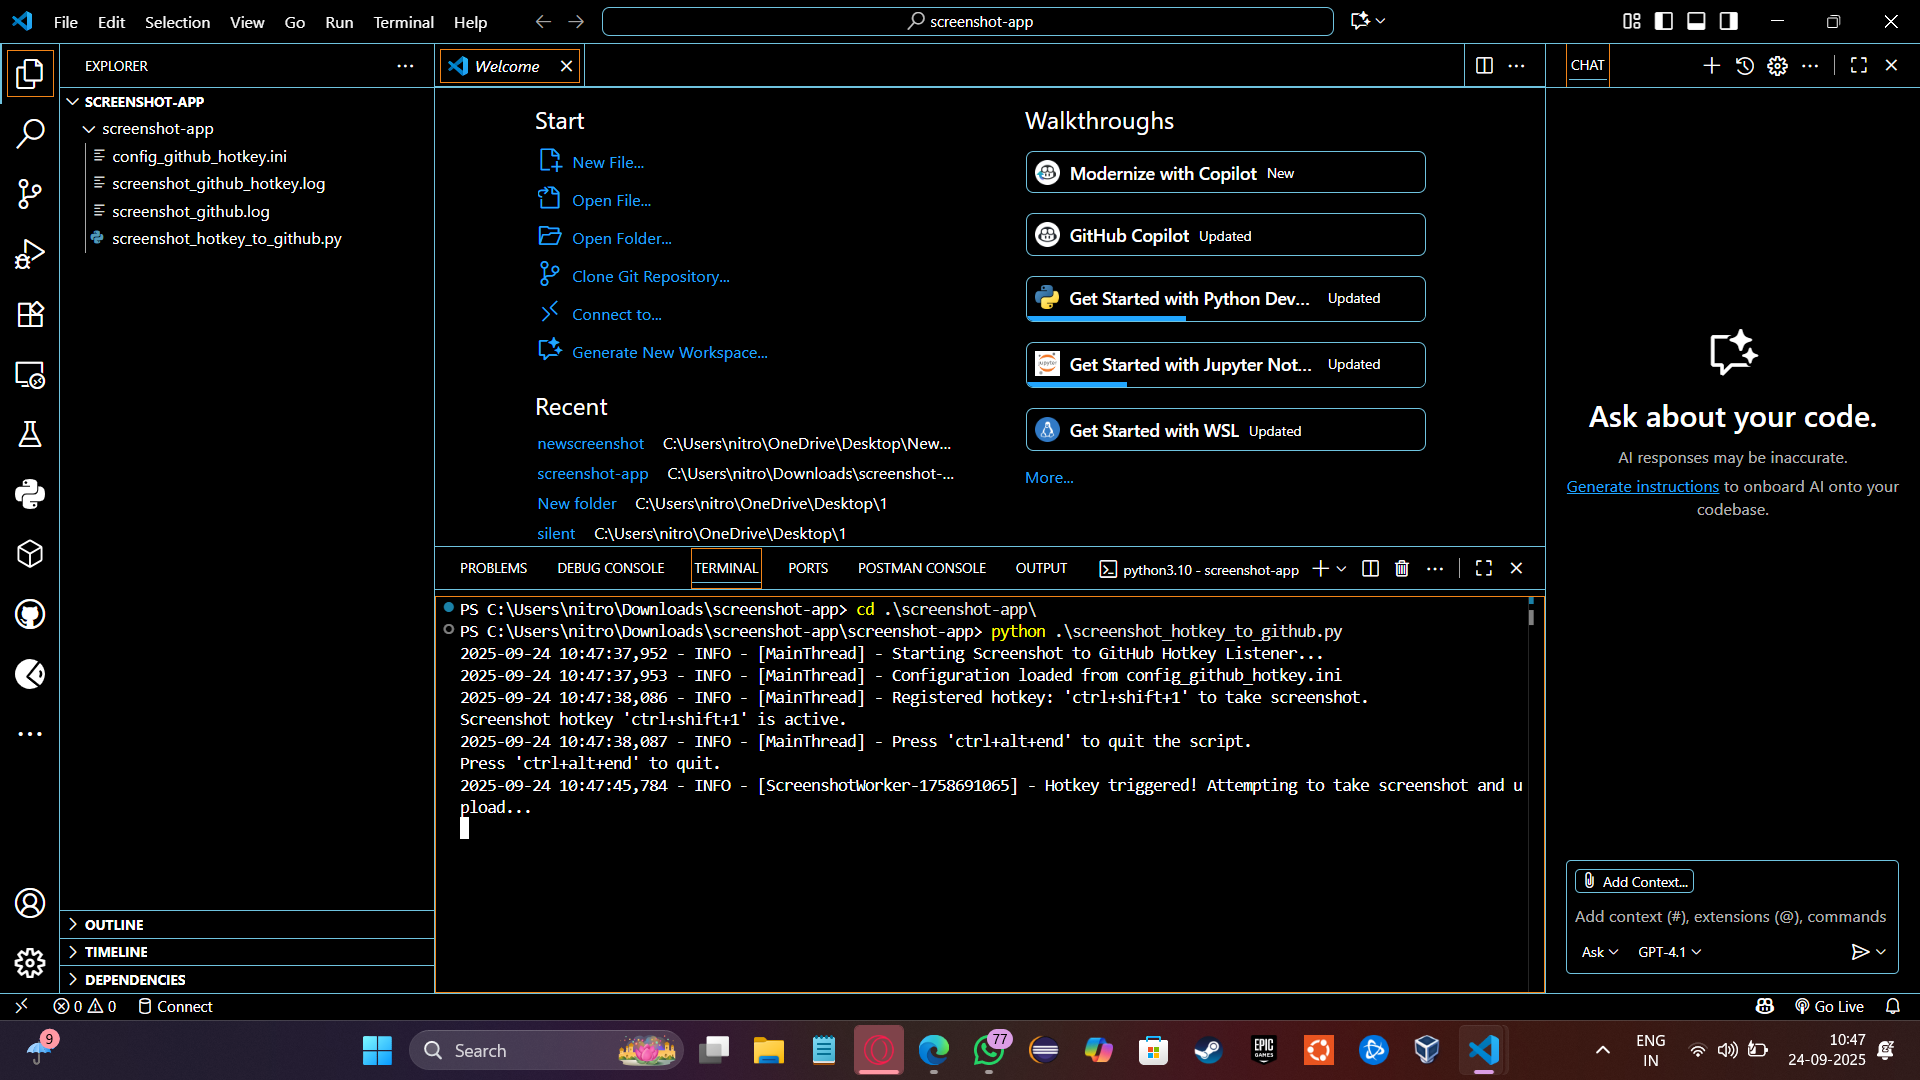 File Edit Selection View Go Run Terminal Help
screenshot-app
EXPLORER
SCREENSHOT-APP
screenshot-app
config_github_hotkey.ini
screenshot_github_hotkey.log
screenshot_github.log
screenshot_hotkey_to_github.py
OUTLINE
TIMELINE
DEPENDENCIES
Welcome
Start
New File...
Open File...
Open Folder...
Clone Git Repository...
Connect to...
Generate New Workspace...
Recent
newscreenshot C:\Users\nitro\OneDrive\Desktop\New...
screenshot-app C:\Users\nitro\Downloads\screenshot-...
New folder C:\Users\nitro\OneDrive\Desktop\1
silent C:\Users\nitro\OneDrive\Desktop\1
Walkthroughs
Modernize with Copilot New
GitHub Copilot Updated
Get Started with Python Dev... Updated
Get Started with Jupyter Not... Updated
Get Started with WSL Updated
More...
PROBLEMS DEBUG CONSOLE TERMINAL PORTS POSTMAN CONSOLE OUTPUT python3.10 - screenshot-app
PS C:\Users\nitro\Downloads\screenshot-app> cd .\screenshot-app\
PS C:\Users\nitro\Downloads\screenshot-app\screenshot-app> python .\screenshot_hotkey_to_github.py
2025-09-24 10:47:37,952 - INFO - [MainThread] - Starting Screenshot to GitHub Hotkey Listener...
2025-09-24 10:47:37,953 - INFO - [MainThread] - Configuration loaded from config_github_hotkey.ini
2025-09-24 10:47:38,086 - INFO - [MainThread] - Registered hotkey: 'ctrl+shift+1' to take screenshot.
Screenshot hotkey 'ctrl+shift+1' is active.
2025-09-24 10:47:38,087 - INFO - [MainThread] - Press 'ctrl+alt+end' to quit the script.
Press 'ctrl+alt+end' to quit.
2025-09-24 10:47:45,784 - INFO - [ScreenshotWorker-1758691065] - Hotkey triggered! Attempting to take screenshot and u
pload...
CHAT
Ask about your code.
AI responses may be inaccurate.
Generate instructions to onboard AI onto your
codebase.
Add Context...
Add context (#), extensions (@), commands
Ask GPT-4.1
0 0 Connect
Go Live
9
Search
77
EPIC
GAMES
ENG
IN
10:47
24-09-2025